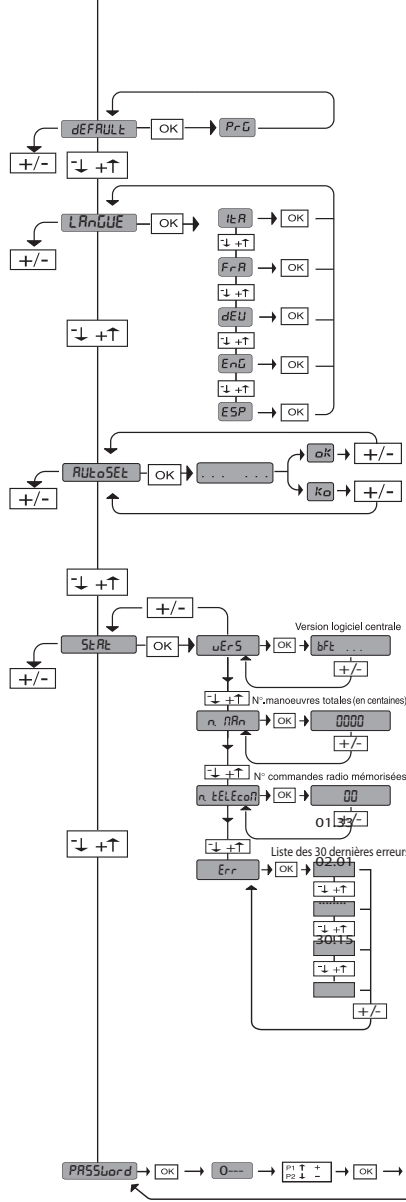 dEFAULt OK PrG
+/- -↓ +↑
LAnGUE OK ItA OK
+/- -↓ +↑
FrA OK
-↓ +↑
-↓ +↑ dEU OK
-↓ +↑
EnG OK
-↓ +↑
ESP OK
AUtoSEt OK ... ... oK +/-
+/- Ko +/-
-↓ +↑
+/-
Version logiciel centrale
StAt OK vErS OK bFt ...
+/- +/-
-↓ +↑ N°.manoeuvres totales (en centaines)
n. MAn OK 0000
+/-
-↓ +↑ N° commandes radio mémorisées
n. tELEcoM OK 00
01.33 +/-
-↓ +↑ -↓ +↑
Liste des 30 dernières erreurs
Err OK 02.01
-↓ +↑
.........
-↓ +↑
30.15
-↓ +↑
+/-
PASSword OK 0--- P1 ↑ + OK
P2 ↓ -